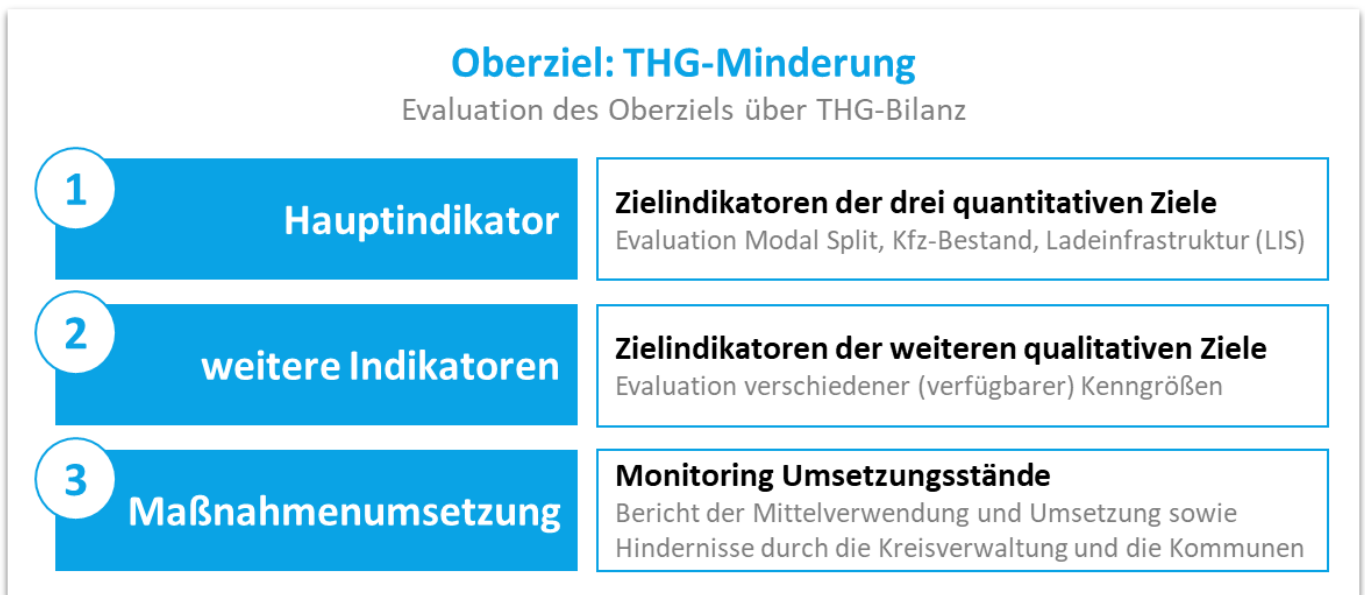 Oberziel: THG-Minderung
Evaluation des Oberziels über THG-Bilanz
1
Hauptindikator
Zielindikatoren der drei quantitativen Ziele
Evaluation Modal Split, Kfz-Bestand, Ladeinfrastruktur (LIS)
2
weitere Indikatoren
Zielindikatoren der weiteren qualitativen Ziele
Evaluation verschiedener (verfügbarer) Kenngrößen
3
Maßnahmenumsetzung
Monitoring Umsetzungsstände
Bericht der Mittelverwendung und Umsetzung sowie
Hindernisse durch die Kreisverwaltung und die Kommunen